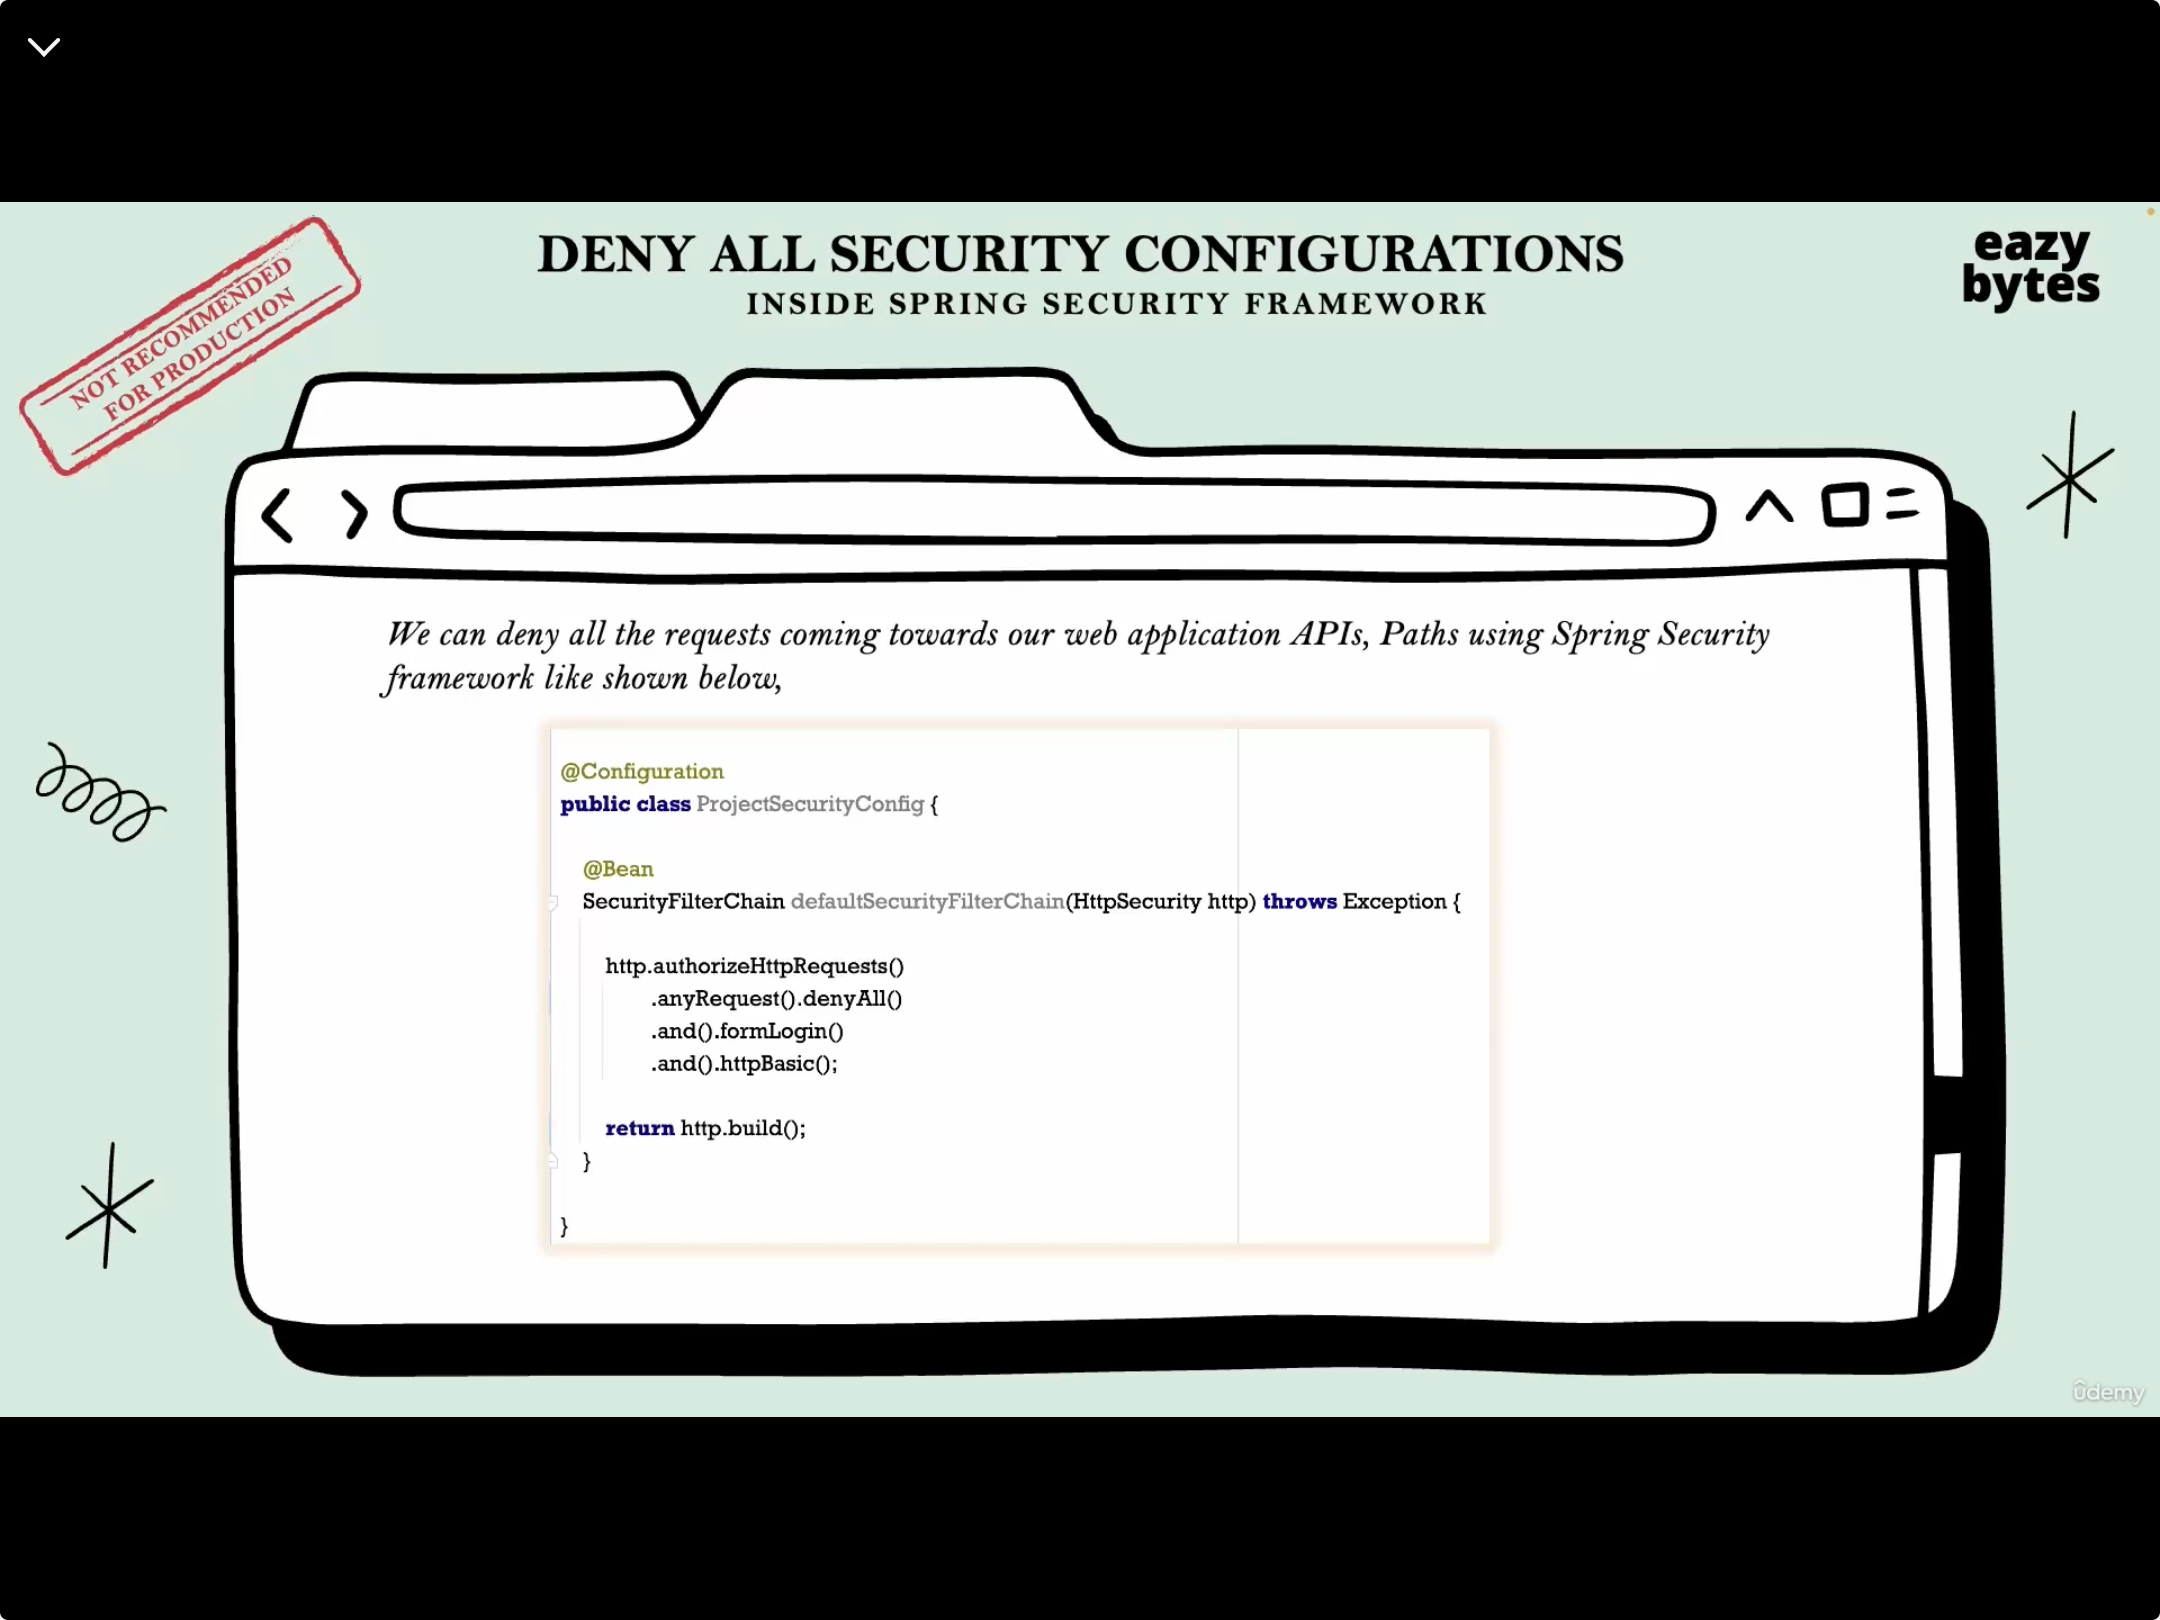 NOT RECOMMENDED
FOR PRODUCTION
DENY ALL SECURITY CONFIGURATIONS
INSIDE SPRING SECURITY FRAMEWORK
eazy
bytes
We can deny all the requests coming towards our web application APIs, Paths using Spring Security
framework like shown below,
@Configuration
public class ProjectSecurityConfig {
@Bean
SecurityFilterChain defaultSecurityFilterChain(HttpSecurity http) throws Exception {
http.authorizeHttpRequests()
.anyRequest().denyAll()
.and().formLogin()
.and().httpBasic();
return http.build();
}
}
ûdemy